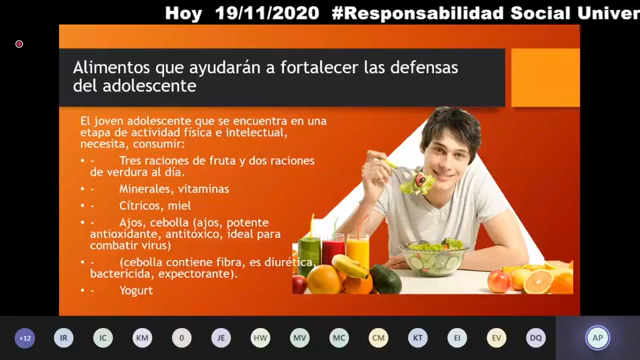 Hoy 19/11/2020 #Responsabilidad Social Univer
Alimentos que ayudarán a fortalecer las defensas
del adolescente
El joven adolescente que se encuentra en una
etapa de actividad física e intelectual,
necesita, consumir:
• - Tres raciones de fruta y dos raciones
de verdura al día.
• - Minerales, vitaminas
• - Cítricos, miel
• - Ajos, cebolla (ajos, potente
antioxidante, antitóxico, ideal para
combatir virus)
• - (cebolla contiene fibra, es diurética,
bactericida, expectorante).
• - Yogurt
+12 IR IC KM 0 JE HW MV MC CM KT EI EV DQ AP